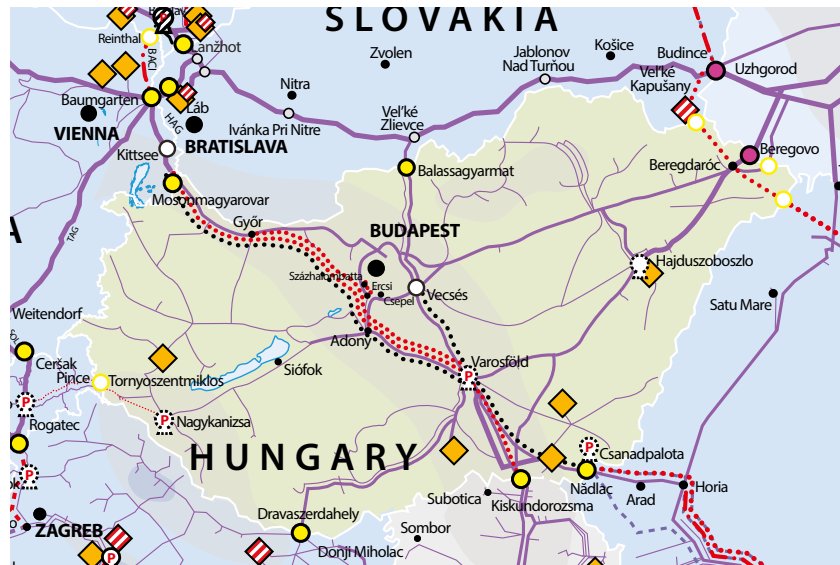 SLOVAKIA
Reinthal
Lanžhot
BACI
Baumgarten
Láb
HAG
VIENNA
BRATISLAVA
Kittsee
Mosonmagyarovar
TAG
Nitra
Ivánka Pri Nitre
Zvolen
Vel'ké
Zlievce
Jablonov
Nad Turňou
Košice
Budince
Uzhgorod
Vel'ké
Kapušany
Beregovo
Beregdaróc
Balassagyarmat
Győr
BUDAPEST
Százhalombatta
Ercsi
Csepel
Vecsés
Hajduszoboszlo
Satu Mare
Adony
Siófok
Városföld
P
Weitendorf
Ceršak
Pince
Tornyoszentmiklos
P
Rogatec
P
Nagykanizsa
P
HUNGARY
P
Csanadpalota
Nădlac
Arad
Horia
Kiskundorozsma
Subotica
Sombor
Dravaszerdahely
Donji Miholac
ZAGREB
P